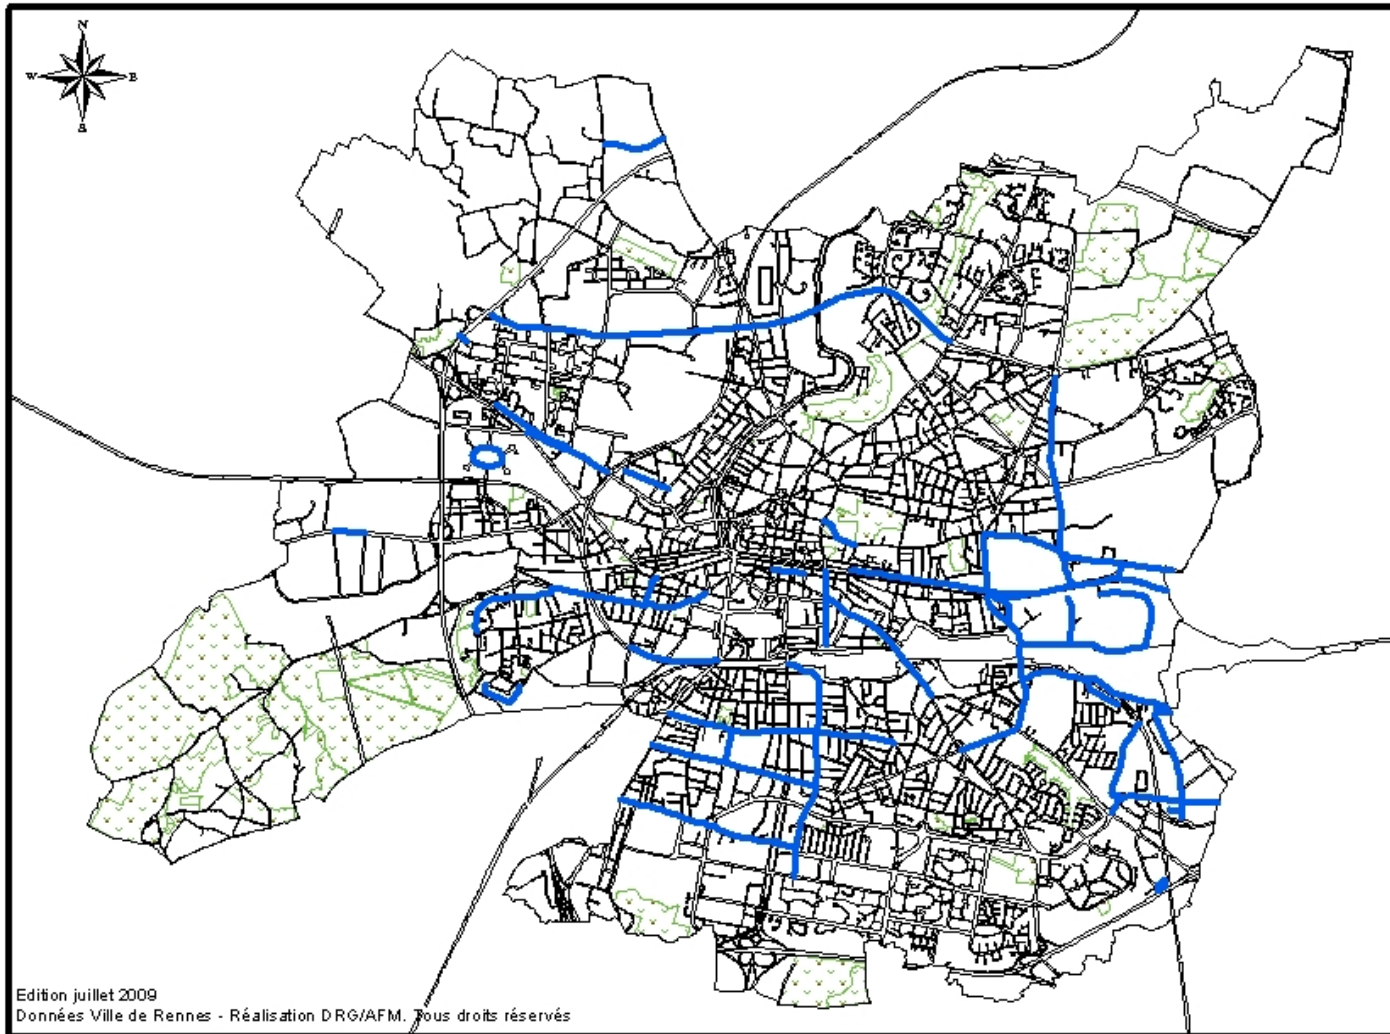 N
W E
S
Edition juillet 2009
Données Ville de Rennes - Réalisation DRG/AFM. Tous droits réservés